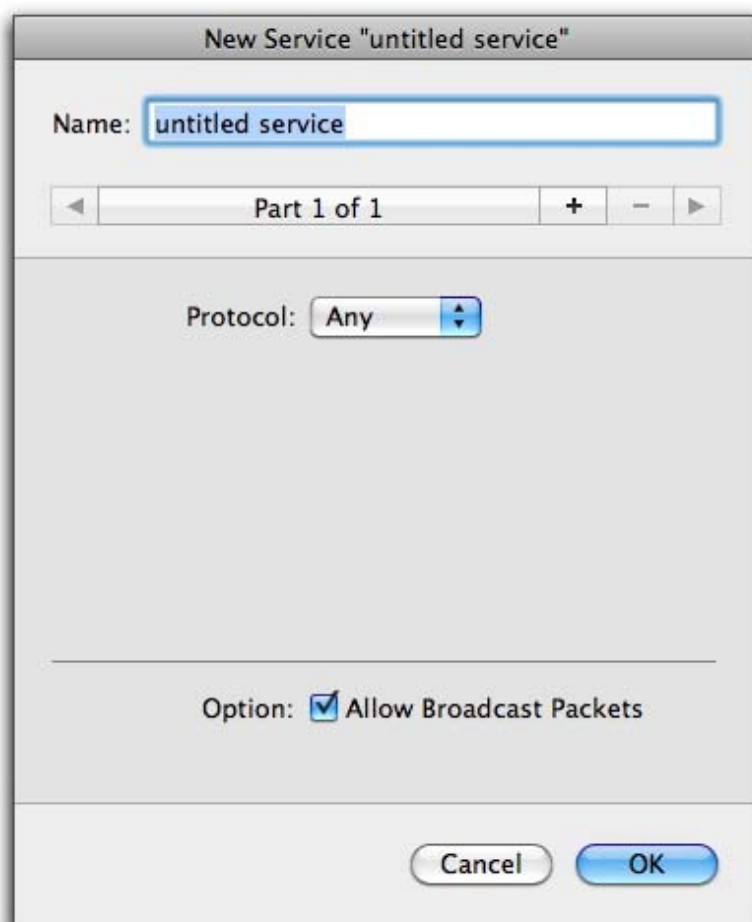 New Service "untitled service"
Name: untitled service
Part 1 of 1 + −
Protocol: Any
Option: Allow Broadcast Packets
Cancel OK